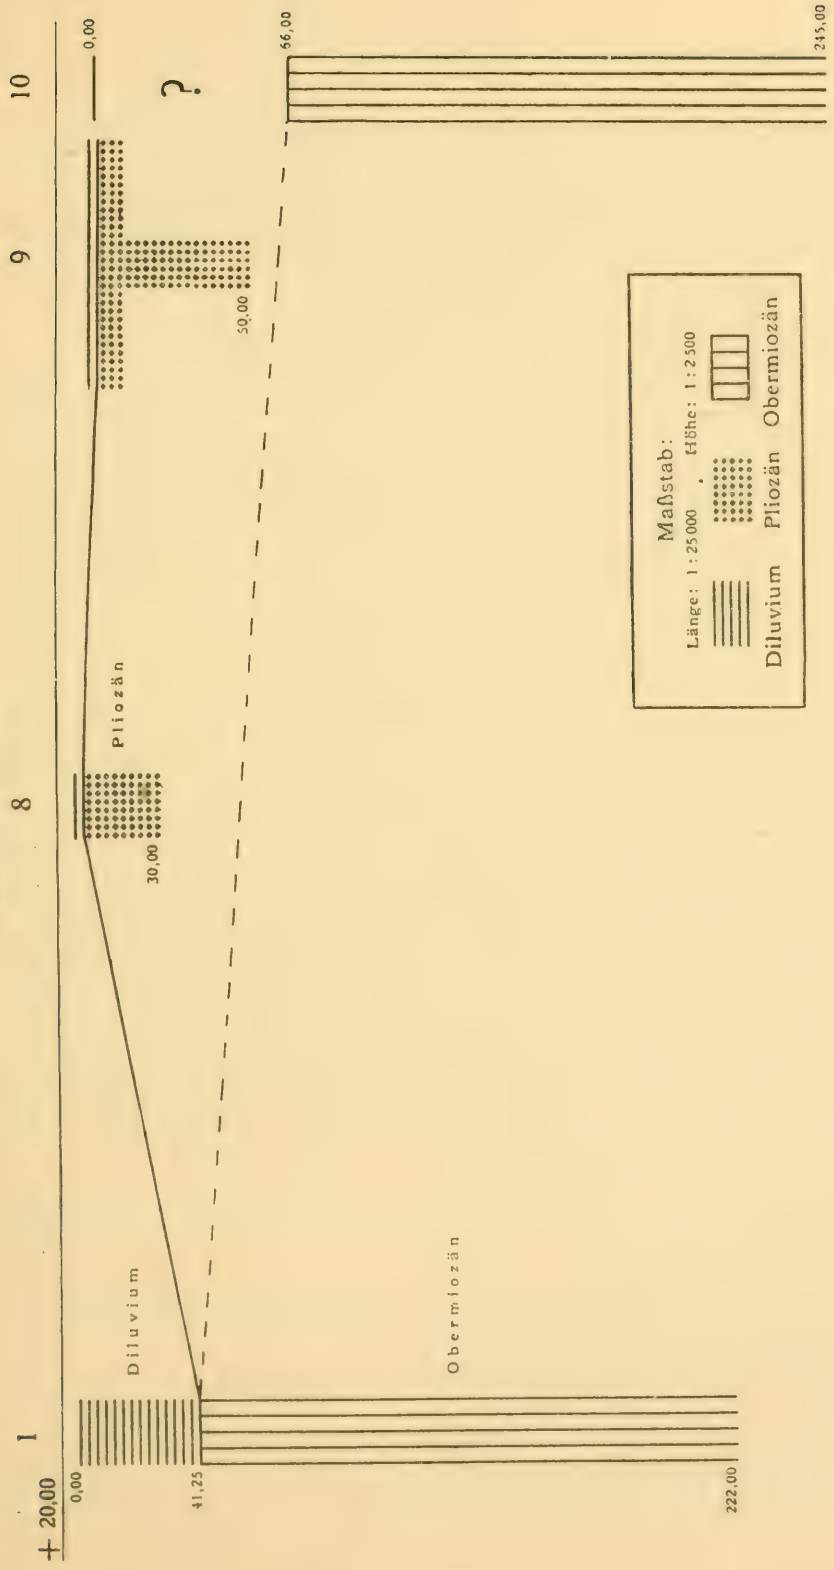 1 8 9 10
+ 20,00
0,00
0,00
Diluvium
Pliozän
?
30,00
41,25
50,00
66,00
Obermiozän
222,00
245,00
Maßstab:
Länge: 1:25000 . Höhe: 1:2500
Diluvium Pliozän Obermiozän